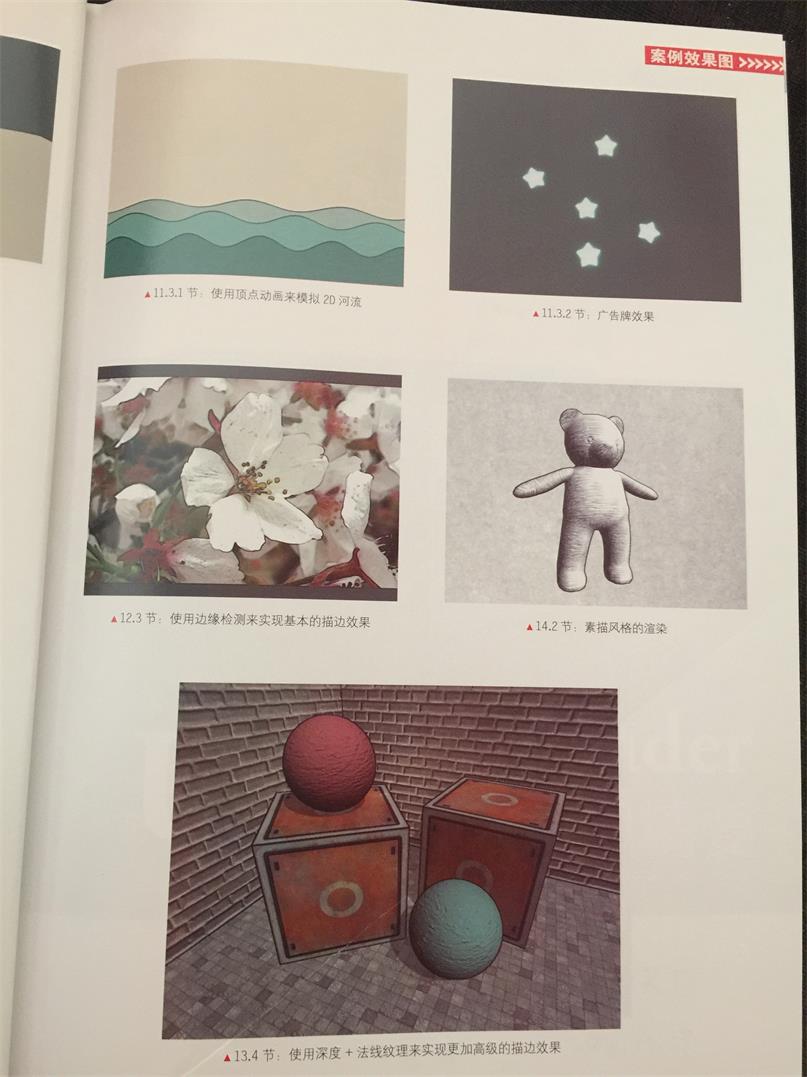 案例效果图 >>>>>>
▲11.3.1 节：使用顶点动画来模拟 2D 河流
▲11.3.2 节：广告牌效果
▲12.3 节：使用边缘检测来实现基本的描边效果
▲14.2 节：素描风格的渲染
▲13.4 节：使用深度 + 法线纹理来实现更加高级的描边效果